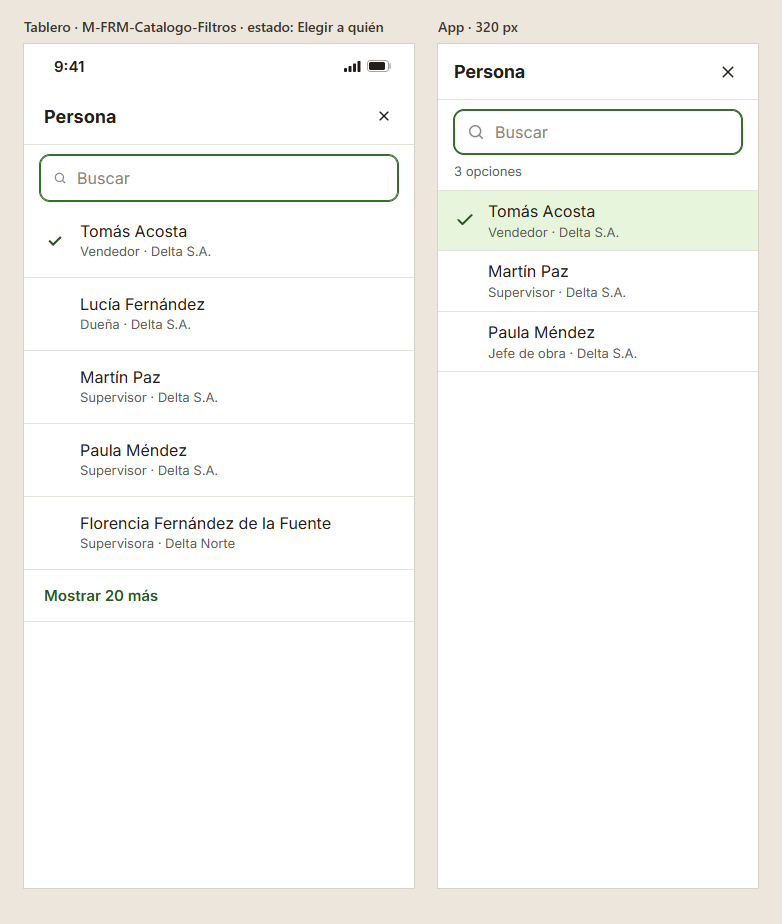 Tablero · M-FRM-Catalogo-Filtros · estado: Elegir a quién
9:41
Persona
Buscar
Tomás Acosta
Vendedor · Delta S.A.
Lucía Fernández
Dueña · Delta S.A.
Martín Paz
Supervisor · Delta S.A.
Paula Méndez
Supervisor · Delta S.A.
Florencia Fernández de la Fuente
Supervisora · Delta Norte
Mostrar 20 más
App · 320 px
Persona
Buscar
3 opciones
Tomás Acosta
Vendedor · Delta S.A.
Martín Paz
Supervisor · Delta S.A.
Paula Méndez
Jefe de obra · Delta S.A.